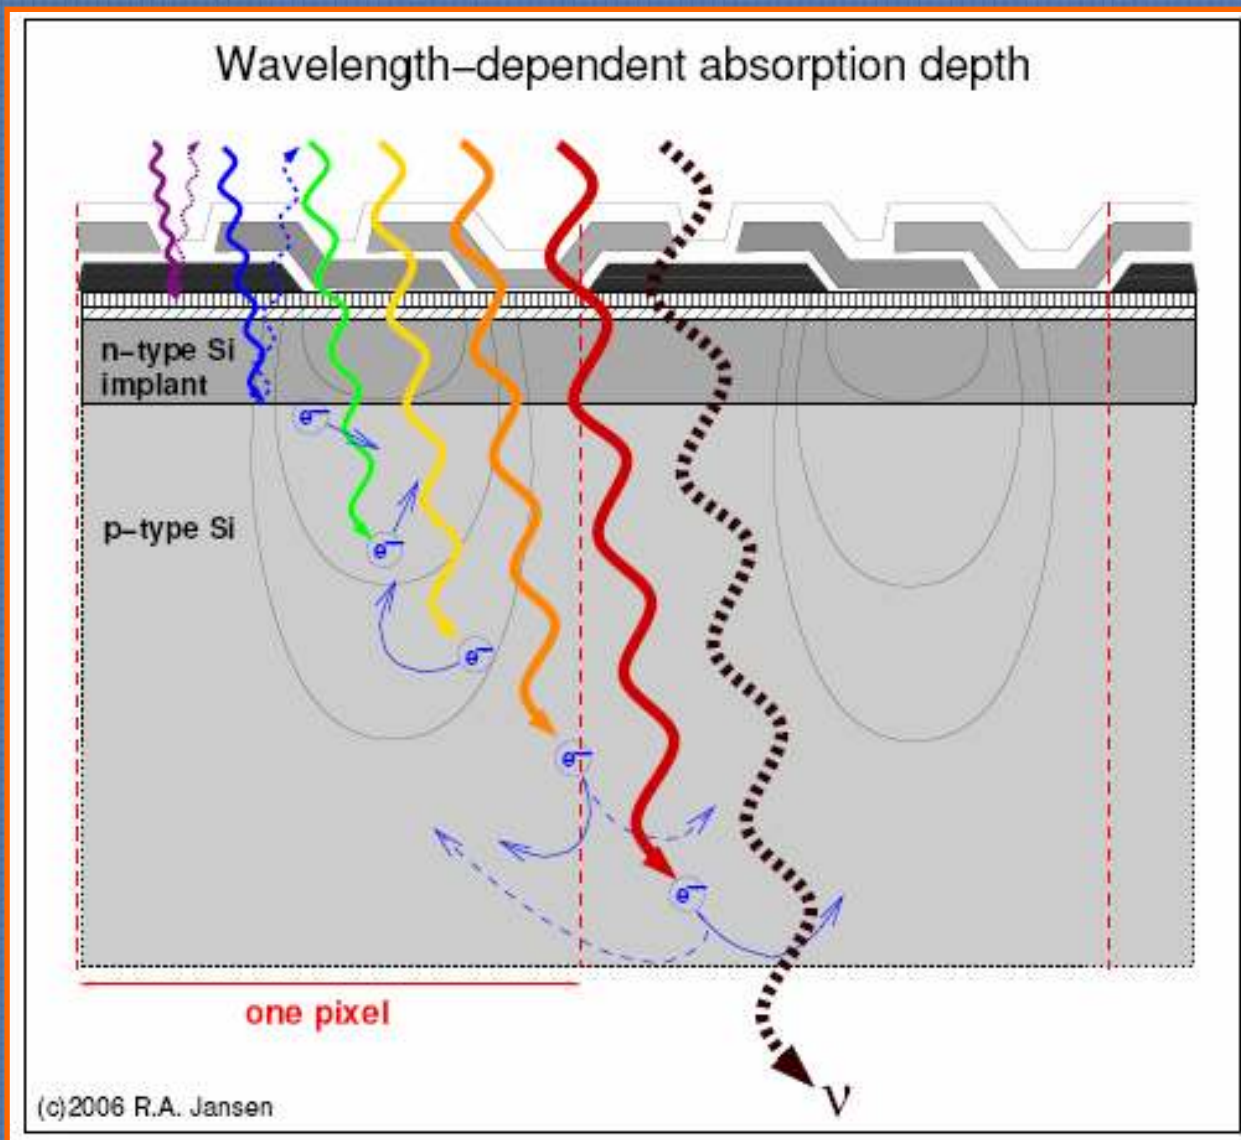 Wavelength–dependent absorption depth
n–type Si
implant
e–
p–type Si
e–
e–
e–
e–
one pixel
ν
(c)2006 R.A. Jansen